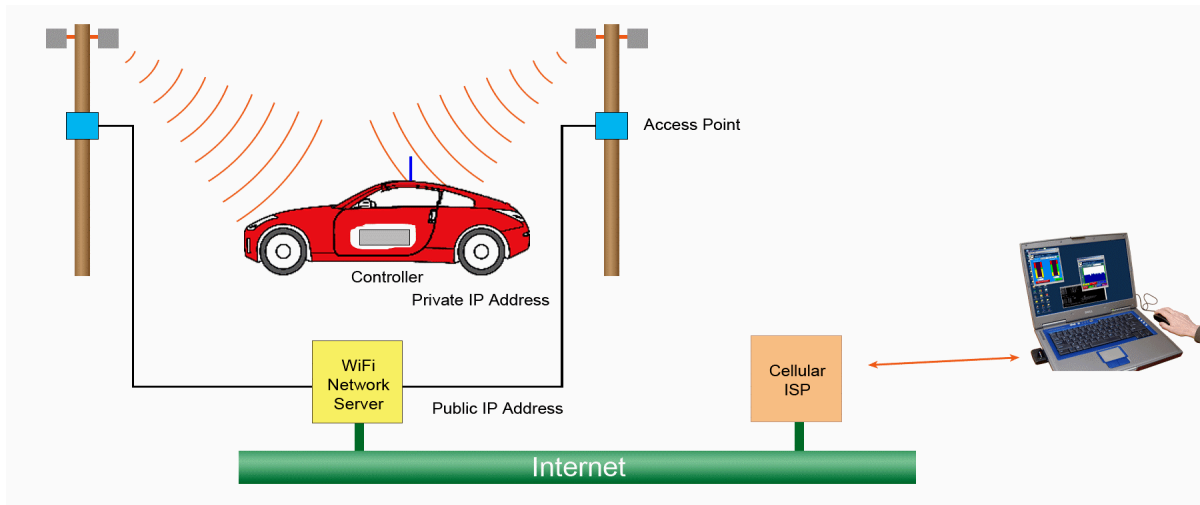 Access Point
Controller
Private IP Address
WiFi
Network
Server
Public IP Address
Cellular
ISP
Internet